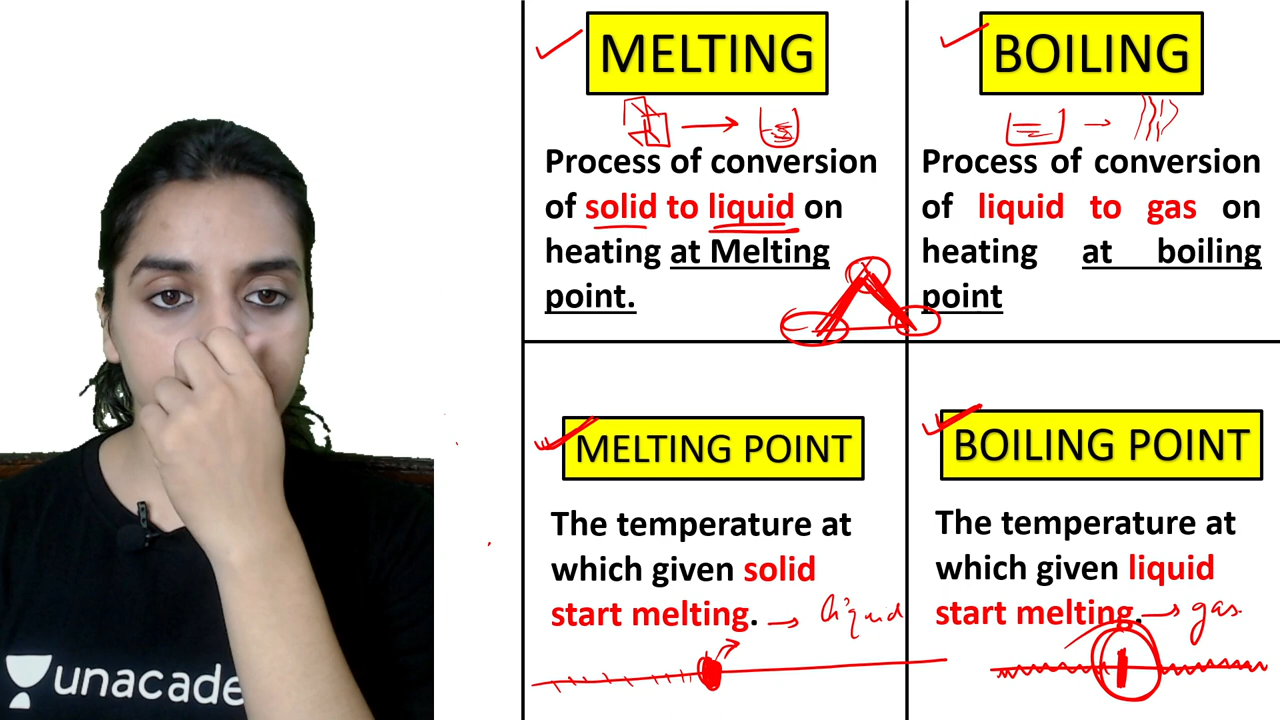 MELTING
Process of conversion
of solid to liquid on
heating at Melting
point.
BOILING
Process of conversion
of liquid to gas on
heating at boiling
point
MELTING POINT
The temperature at
which given solid
start melting. → liquid
BOILING POINT
The temperature at
which given liquid
start melting. → gas
unacade